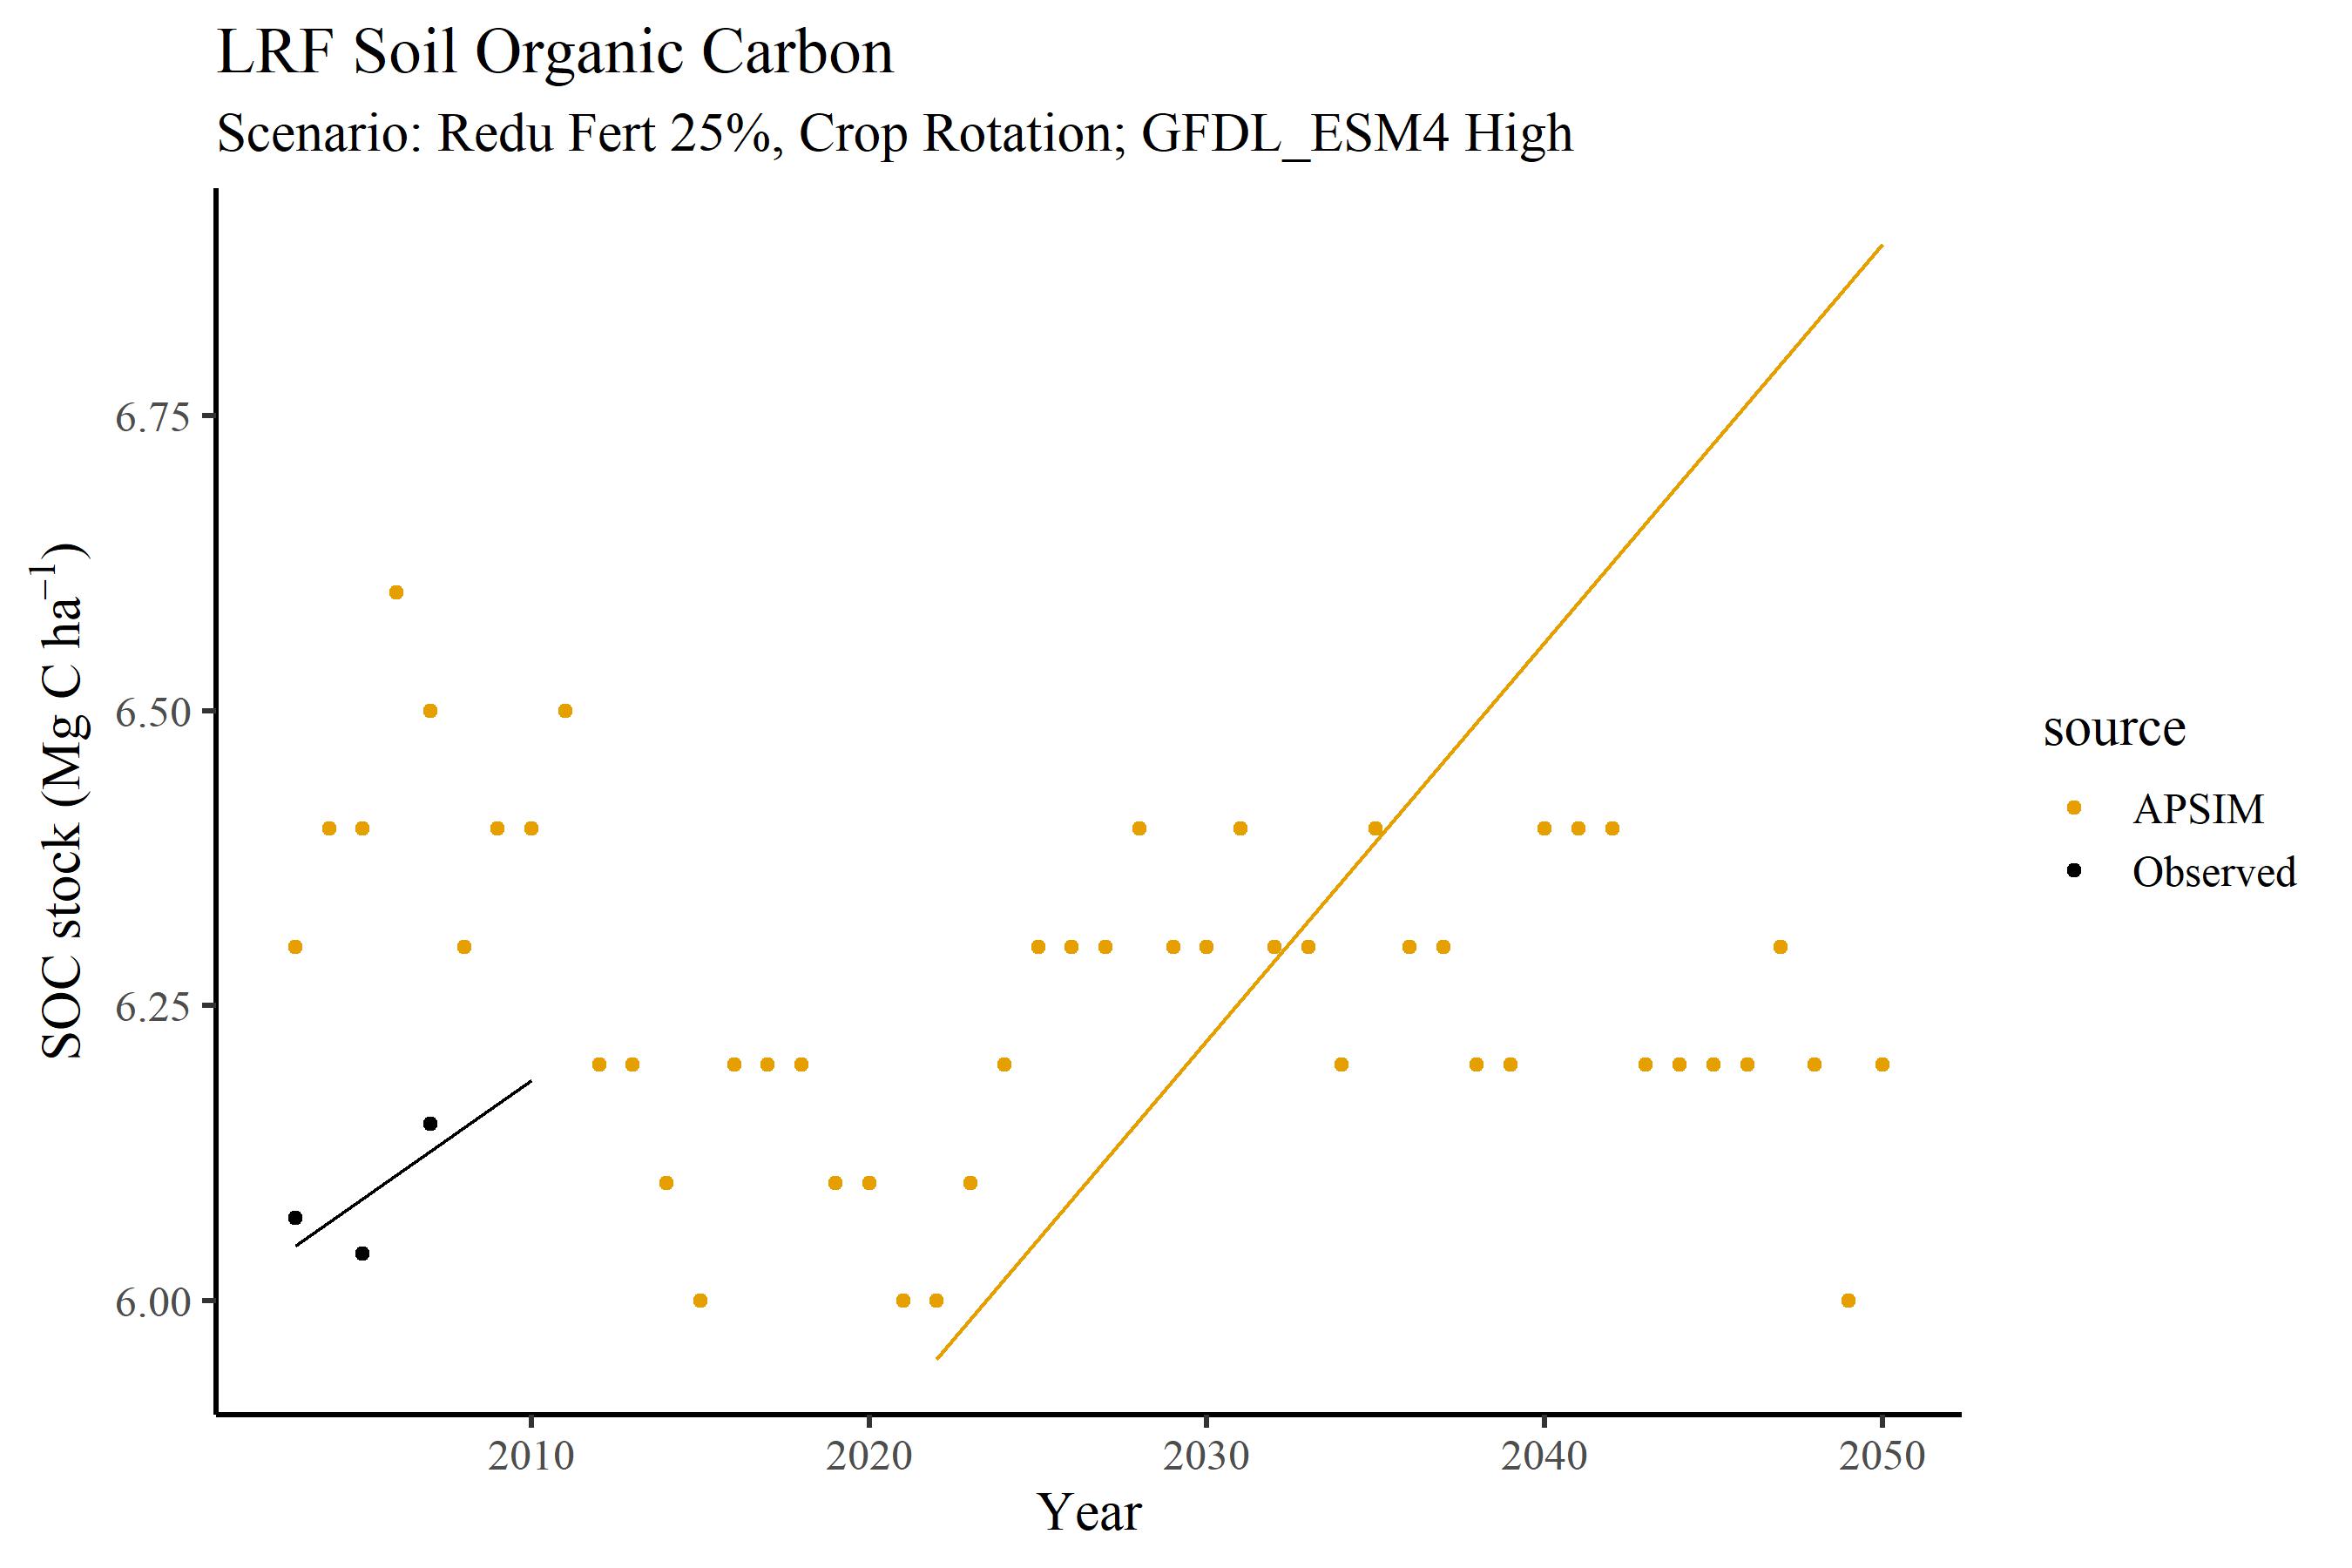 LRF Soil Organic Carbon
Scenario: Redu Fert 25%, Crop Rotation; GFDL_ESM4 High
SOC stock (Mg C ha⁻¹)
6.75
6.50
6.25
6.00
2010 2020 2030 2040 2050
Year
source
APSIM
Observed